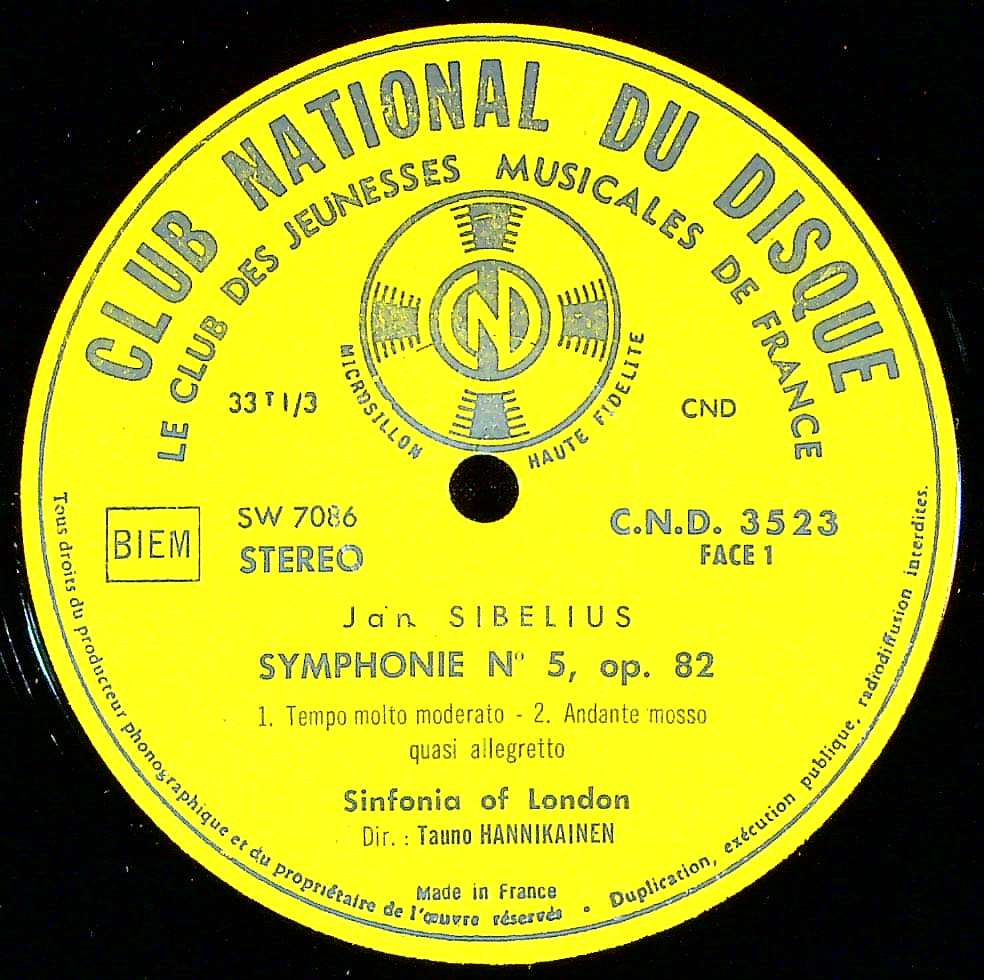 CLUB NATIONAL DU DISQUE
LE CLUB DES JEUNESSES MUSICALES DE FRANCE
MICROSILLON HAUTE FIDELITE
33 T 1/3
CND
BIEM
SW 7086
STEREO
C.N.D. 3523
FACE 1
Jan SIBELIUS
SYMPHONIE N° 5, op. 82
1. Tempo molto moderato - 2. Andante mosso
quasi allegretto
Sinfonia of London
Dir. : Tauno HANNIKAINEN
Made in France
Tous droits du producteur phonographique et du propriétaire de l'œuvre réservés • Duplication, exécution publique, radiodiffusion interdites.